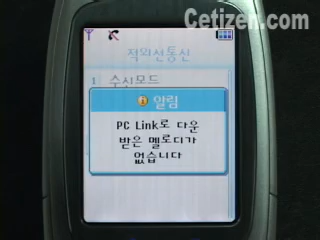 Cetizen.com
적외선통신
1 수신모드
알림
PC Link로 다운
받은 멜로디가
없습니다